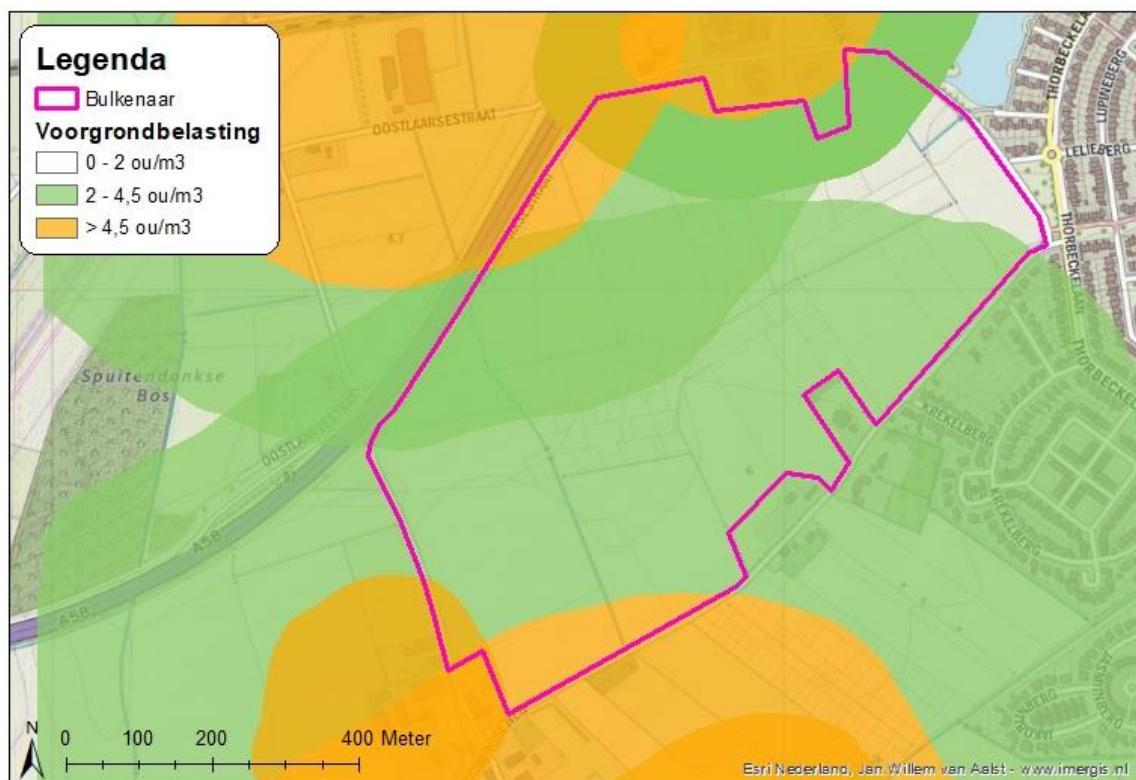 Legenda
Bulkenaar
Voorgrondbelasting
0 - 2 ou/m3
2 - 4,5 ou/m3
> 4,5 ou/m3
OOSTLAARSESTRAAT
THORBECKELAAN
LUPINEBERG
LELIEBERG
THORBECKELAAN
Spuitendonkse
Bos
OOSTLAARSESTRAAT
A58
A58
THORBECKEL
KREKELBERG
KREKELBERG
N
0 100 200 400 Meter
Esri Nederland, Jan Willem van Aalst - www.imergis.nl